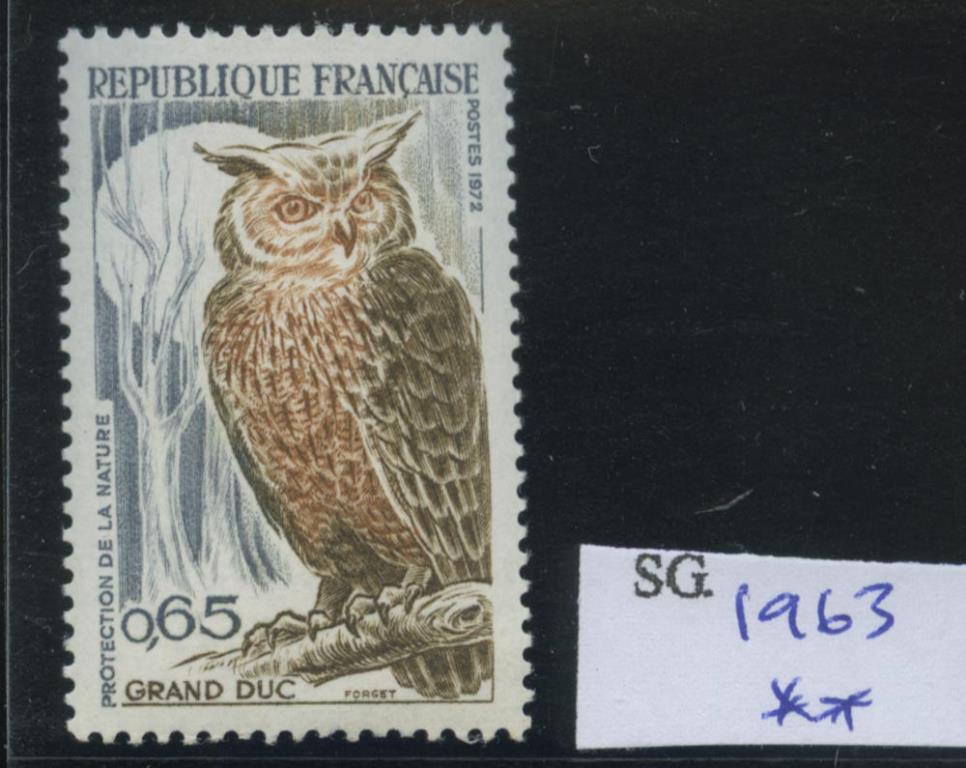 REPUBLIQUE FRANÇAISE
POSTES 1972
PROTECTION DE LA NATURE
0,65
GRAND DUC
FORGET
SG. 1963
**